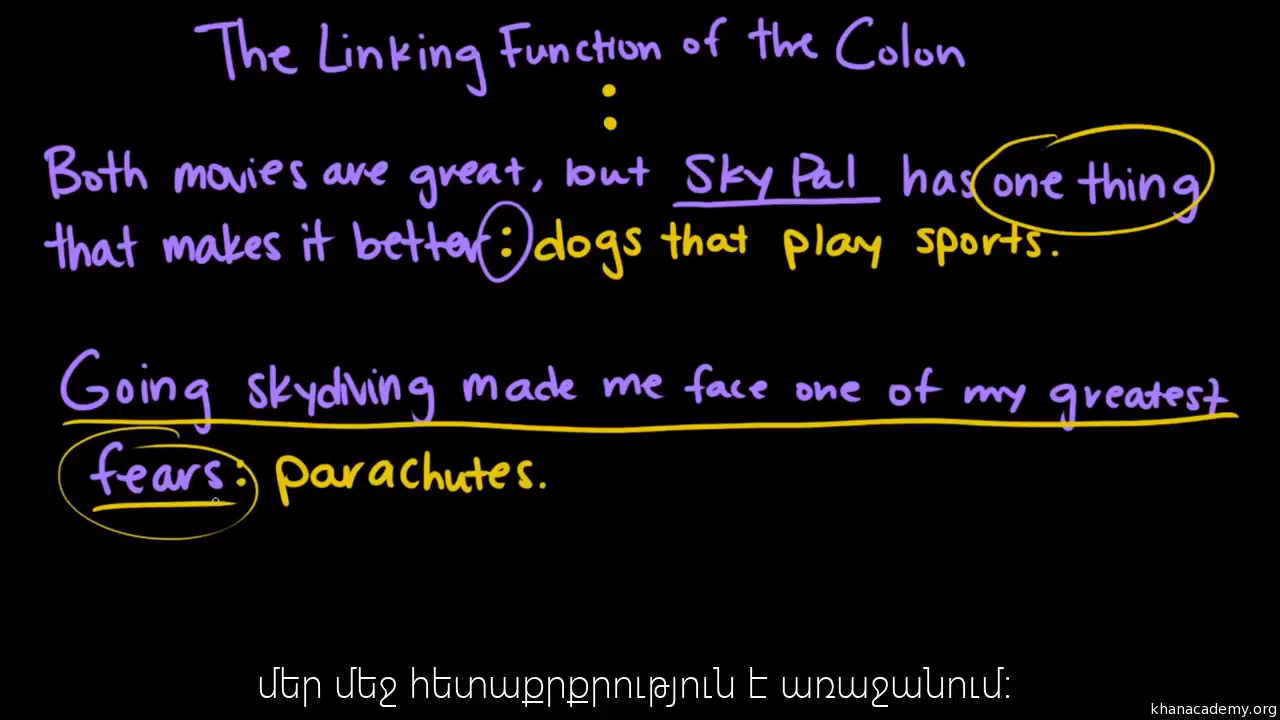 The Linking Function of the Colon
:
Both movies are great, but Sky Pal has one thing
that makes it better: dogs that play sports.
Going skydiving made me face one of my greatest
fears: parachutes.
մեր մեջ հետաքրքրություն է առաջանում:
khanacademy.org